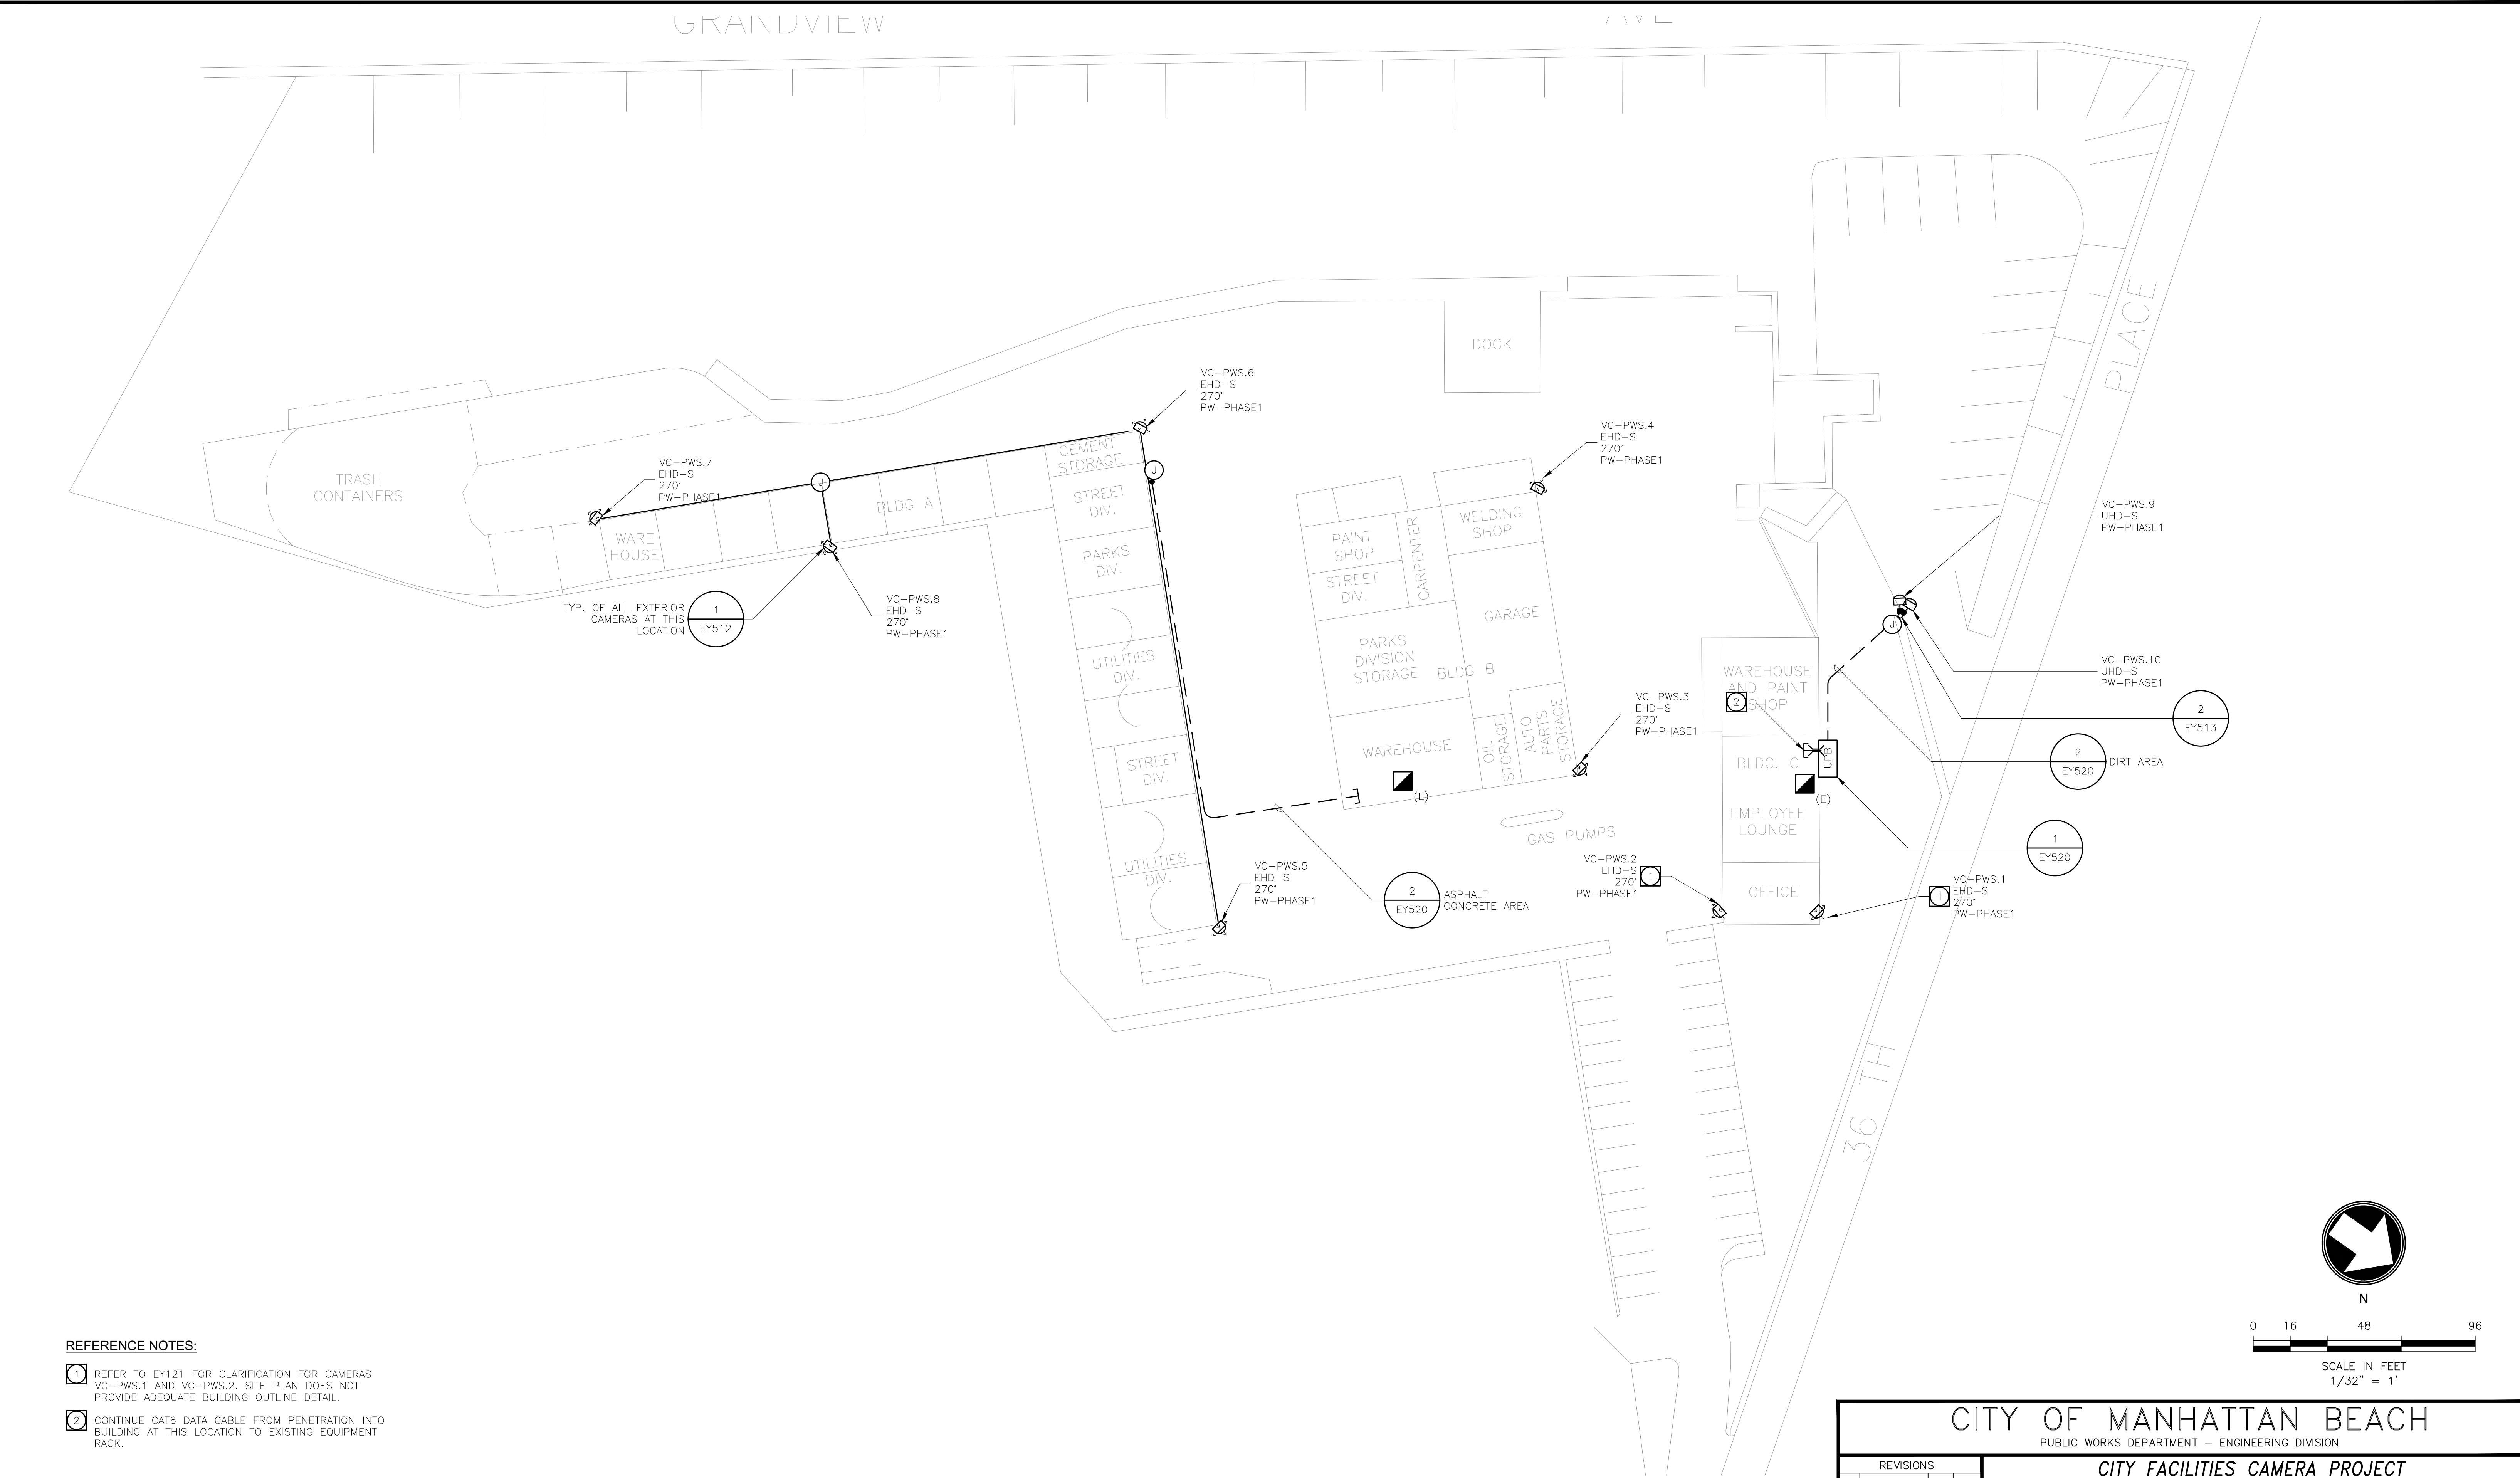 GRANDVIEW AVE
DOCK
PLACE
VC-PWS.6
EHD-S
270°
PW-PHASE1
VC-PWS.4
EHD-S
270°
PW-PHASE1
VC-PWS.7
EHD-S
270°
PW-PHASE1
TRASH
CONTAINERS
WARE
HOUSE
BLDG A
J
J
CEMENT
STORAGE
STREET
DIV.
PARKS
DIV.
UTILITIES
DIV.
STREET
DIV.
UTILITIES
DIV.
TYP. OF ALL EXTERIOR
CAMERAS AT THIS
LOCATION
1
EY512
VC-PWS.8
EHD-S
270°
PW-PHASE1
PAINT
SHOP
STREET
DIV.
CARPENTER
WELDING
SHOP
GARAGE
PARKS
DIVISION
STORAGE
BLDG B
WAREHOUSE
OIL
STORAGE
AUTO
PARTS
STORAGE
(E)
GAS PUMPS
VC-PWS.3
EHD-S
270°
PW-PHASE1
VC-PWS.9
UHD-S
PW-PHASE1
J
VC-PWS.10
UHD-S
PW-PHASE1
2
EY513
WAREHOUSE
AND PAINT
SHOP
2
UPB
BLDG. C
(E)
EMPLOYEE
LOUNGE
OFFICE
2
EY520
DIRT AREA
1
EY520
VC-PWS.5
EHD-S
270°
PW-PHASE1
2
EY520
ASPHALT
CONCRETE AREA
VC-PWS.2
EHD-S
270°
PW-PHASE1
1
1
VC-PWS.1
EHD-S
270°
PW-PHASE1
36 TH
N
0 16 48 96
SCALE IN FEET
1/32" = 1'
REFERENCE NOTES:
1 REFER TO EY121 FOR CLARIFICATION FOR CAMERAS
VC-PWS.1 AND VC-PWS.2. SITE PLAN DOES NOT
PROVIDE ADEQUATE BUILDING OUTLINE DETAIL.
2 CONTINUE CAT6 DATA CABLE FROM PENETRATION INTO
BUILDING AT THIS LOCATION TO EXISTING EQUIPMENT
RACK.
CITY OF MANHATTAN BEACH
PUBLIC WORKS DEPARTMENT - ENGINEERING DIVISION
REVISIONS
CITY FACILITIES CAMERA PROJECT